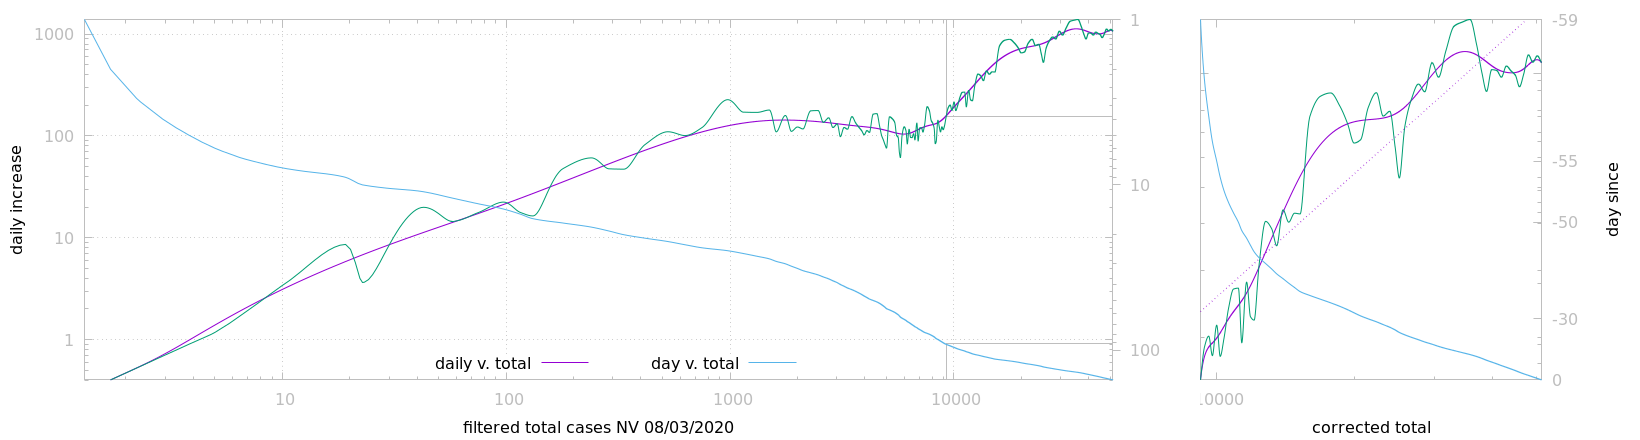 1000
100
10
1
daily increase
10
100
1000
10000
filtered total cases NV 08/03/2020
daily v. total
day v. total
1
10
100
0000
corrected total
-59
-55
-50
-30
0
day since